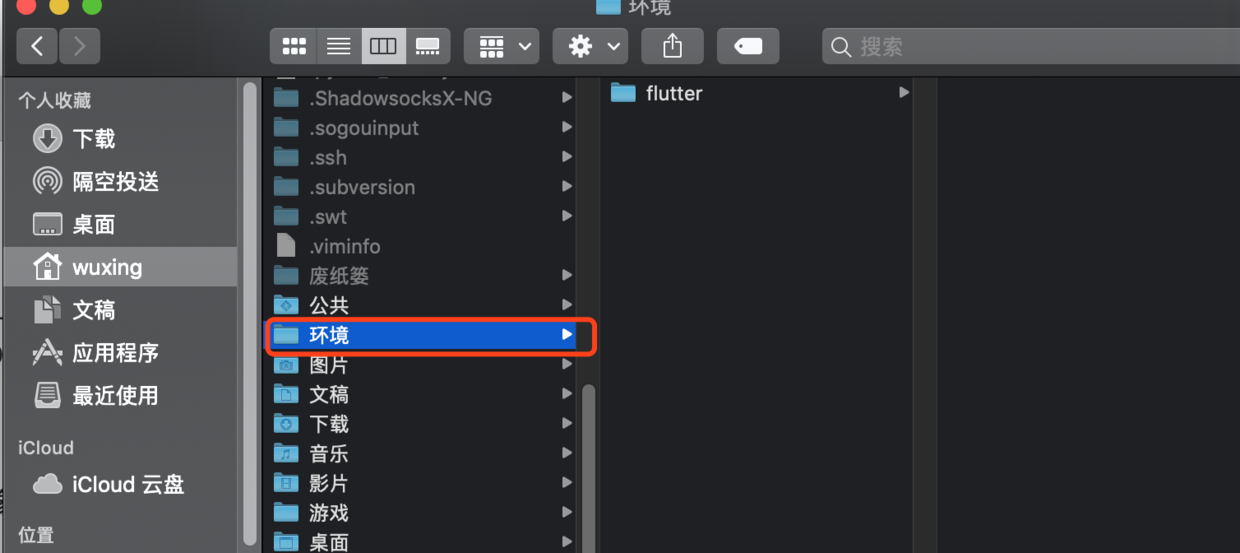 环境
搜索
个人收藏
下载
隔空投送
桌面
wuxing
文稿
应用程序
最近使用
iCloud
iCloud 云盘
位置
.ShadowsocksX-NG
.sogouinput
.ssh
.subversion
.swt
.viminfo
废纸篓
公共
环境
图片
文稿
下载
音乐
影片
游戏
桌面
flutter